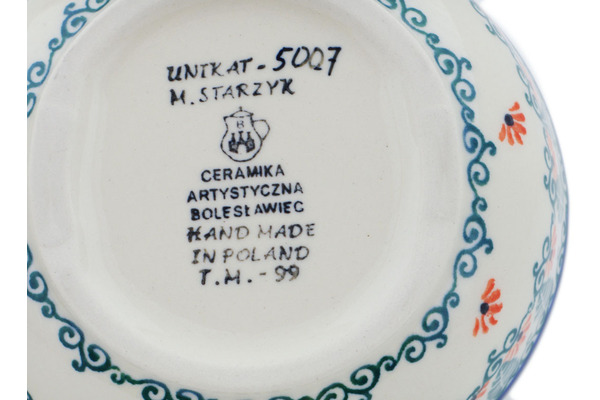 UNIKAT-5007
M. STARZYK
B
CERAMIKA
ARTYSTYCZNA
BOLESŁAWIEC
HAND MADE
IN POLAND
T.M.-99